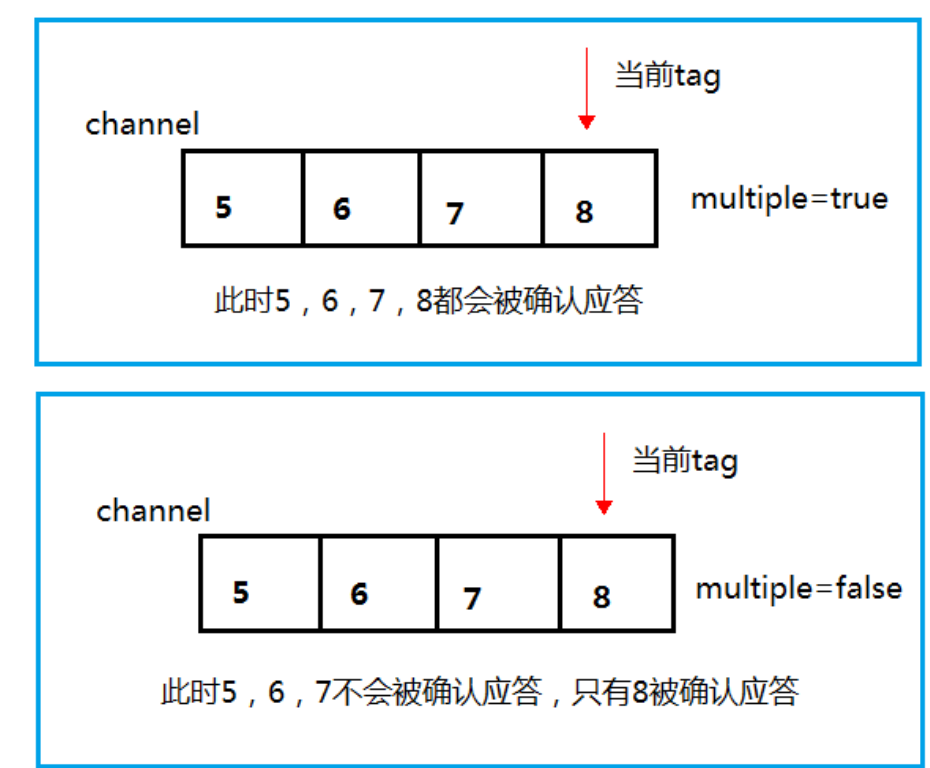 当前tag
channel
5 6 7 8
multiple=true
此时5，6，7，8都会被确认应答
当前tag
channel
5 6 7 8
multiple=false
此时5，6，7不会被确认应答，只有8被确认应答